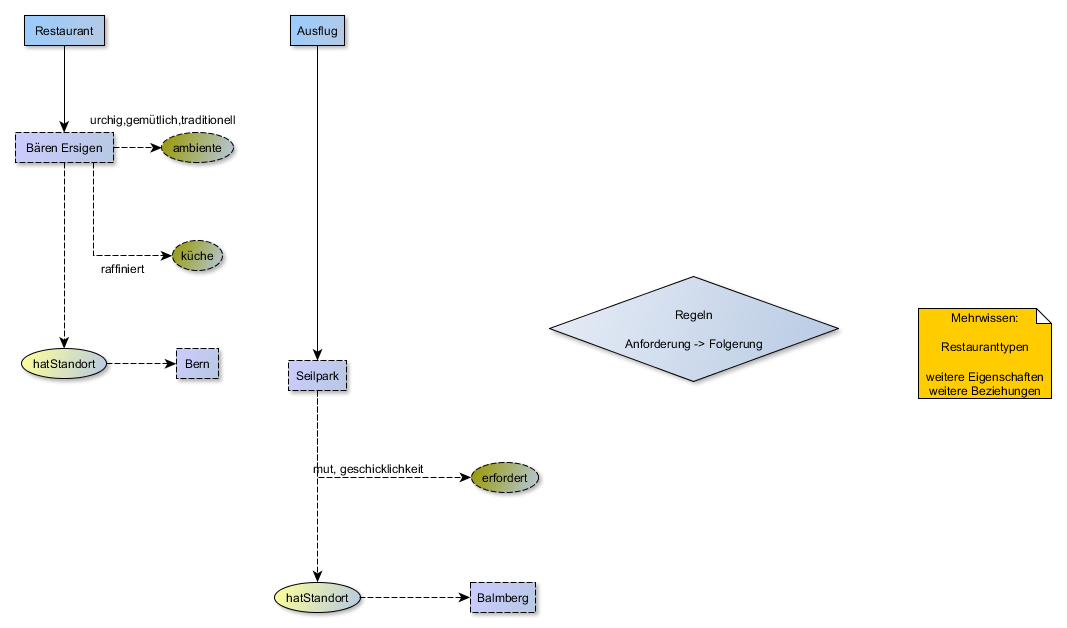 Restaurant
Ausflug
urchig,gemütlich,traditionell
Bären Ersigen
ambiente
küche
raffiniert
Regeln
Anforderung -> Folgerung
Mehrwissen:
Restauranttypen
weitere Eigenschaften
weitere Beziehungen
hatStandort
Bern
Seilpark
mut, geschicklichkeit
erfordert
hatStandort
Balmberg